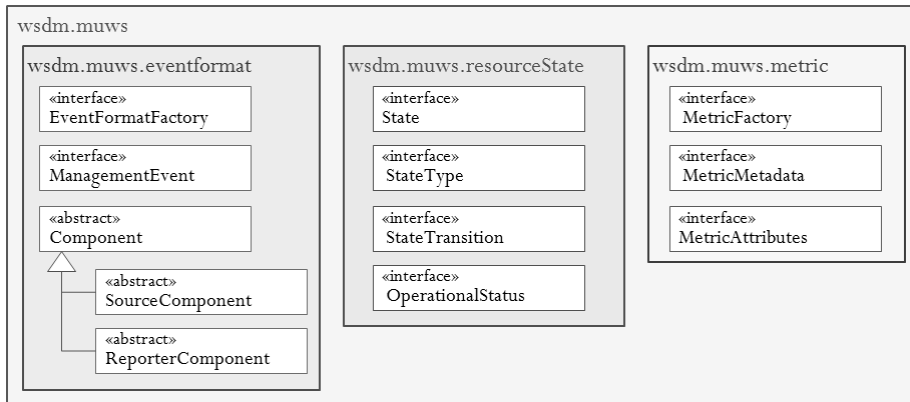 wsdm.muws
wsdm.muws.eventformat
«interface»
EventFormatFactory
«interface»
ManagementEvent
«abstract»
Component
«abstract»
SourceComponent
«abstract»
ReporterComponent
wsdm.muws.resourceState
«interface»
State
«interface»
StateType
«interface»
StateTransition
«interface»
OperationalStatus
wsdm.muws.metric
«interface»
MetricFactory
«interface»
MetricMetadata
«interface»
MetricAttributes